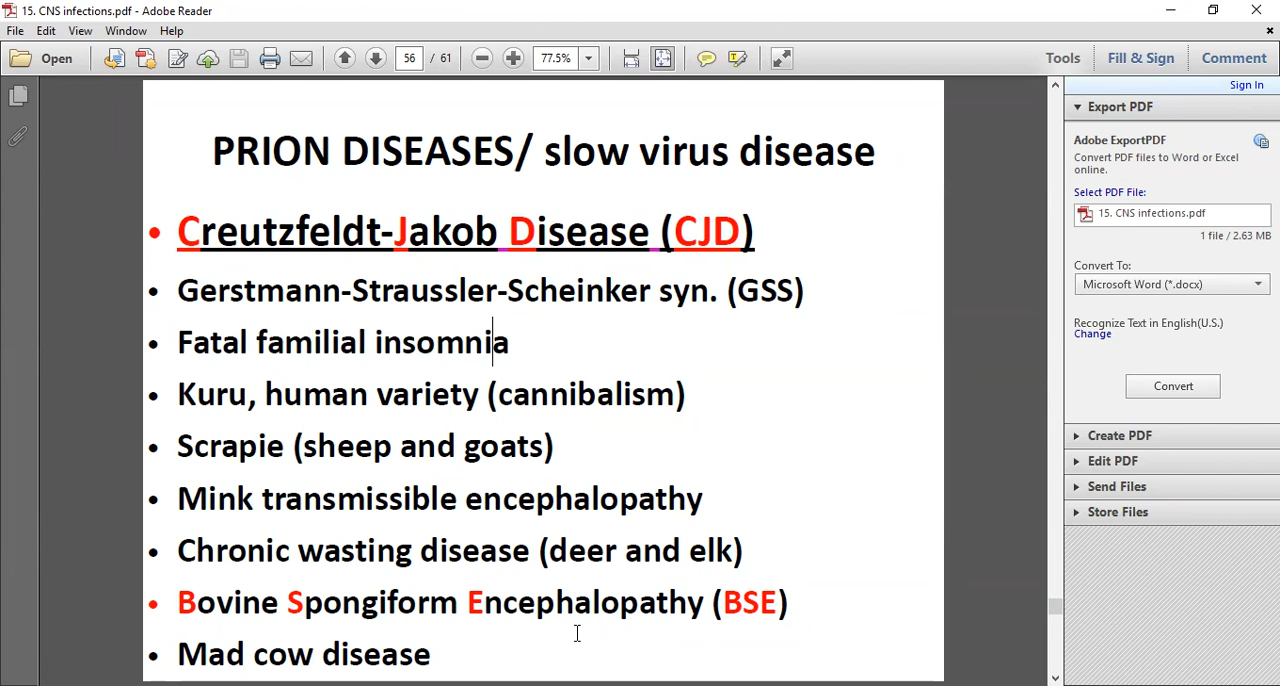 15. CNS infections.pdf - Adobe Reader
File Edit View Window Help
Open 56 / 61 77.5% Tools Fill & Sign Comment
Sign In
PRION DISEASES/ slow virus disease
• Creutzfeldt-Jakob Disease (CJD)
• Gerstmann-Straussler-Scheinker syn. (GSS)
• Fatal familial insomnia
• Kuru, human variety (cannibalism)
• Scrapie (sheep and goats)
• Mink transmissible encephalopathy
• Chronic wasting disease (deer and elk)
• Bovine Spongiform Encephalopathy (BSE)
• Mad cow disease
Export PDF
Adobe ExportPDF
Convert PDF files to Word or Excel
online.
Select PDF File:
15. CNS infections.pdf
1 file / 2.63 MB
Convert To:
Microsoft Word (*.docx)
Recognize Text in English(U.S.)
Change
Convert
Create PDF
Edit PDF
Send Files
Store Files